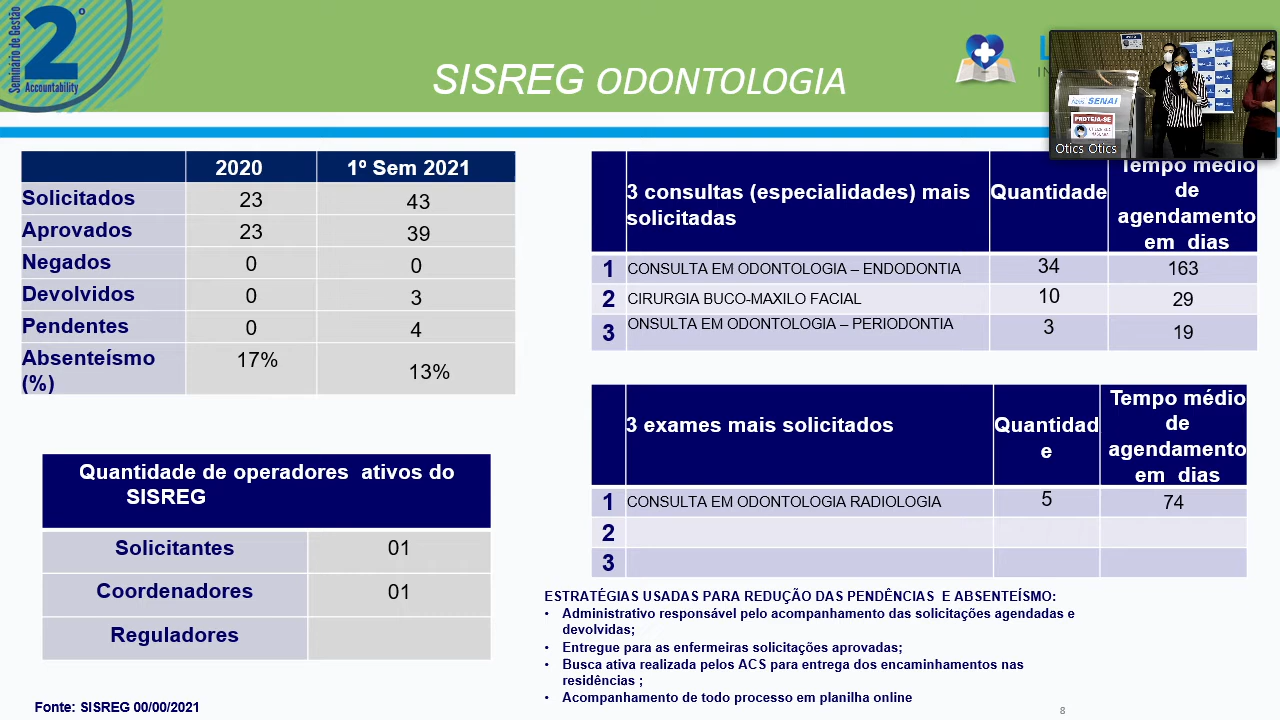 Seminário de Gestão
2º
Accountability
SISREG ODONTOLOGIA
SENAI
PROTEJA-SE
Otics Otics
2020 1º Sem 2021
Solicitados 23 43
Aprovados 23 39
Negados 0 0
Devolvidos 0 3
Pendentes 0 4
Absenteísmo 17% 13%
(%)
Quantidade de operadores ativos do
SISREG
Solicitantes 01
Coordenadores 01
Reguladores
Fonte: SISREG 00/00/2021
3 consultas (especialidades) mais
solicitadas
Quantidade
Tempo médio
de
agendamento
em dias
1 CONSULTA EM ODONTOLOGIA – ENDODONTIA 34 163
2 CIRURGIA BUCO-MAXILO FACIAL 10 29
3 ONSULTA EM ODONTOLOGIA – PERIODONTIA 3 19
3 exames mais solicitados
Quantidad
e
Tempo médio
de
agendamento
em dias
1 CONSULTA EM ODONTOLOGIA RADIOLOGIA 5 74
2
3
ESTRATÉGIAS USADAS PARA REDUÇÃO DAS PENDÊNCIAS E ABSENTEÍSMO:
• Administrativo responsável pelo acompanhamento das solicitações agendadas e
devolvidas;
• Entregue para as enfermeiras solicitações aprovadas;
• Busca ativa realizada pelos ACS para entrega dos encaminhamentos nas
residências ;
• Acompanhamento de todo processo em planilha online
8